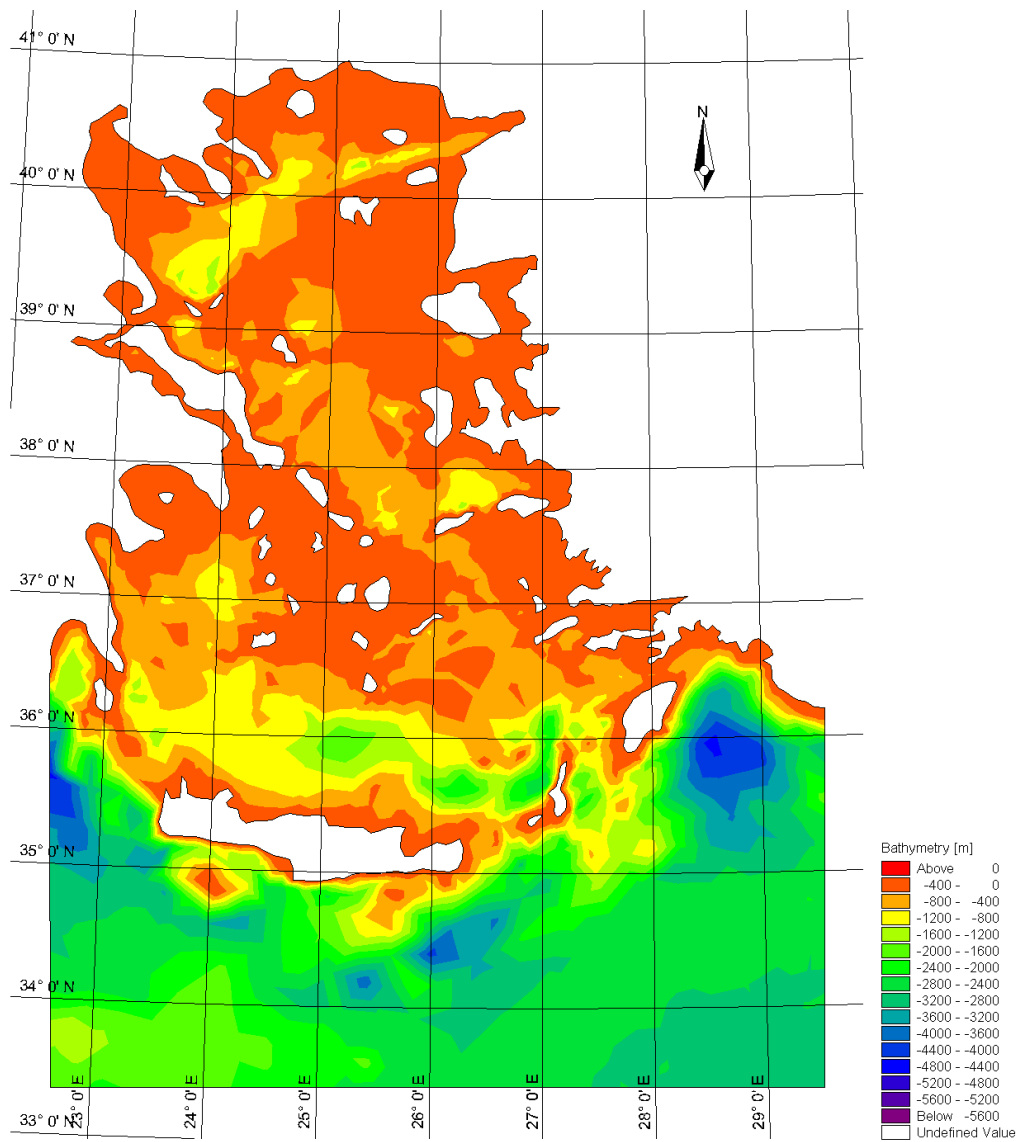 41° 0' N
N
40° 0' N
39° 0' N
38° 0' N
37° 0' N
36° 0' N
35° 0' N
34° 0' N
33° 0' N
23° 0' E
24° 0' E
25° 0' E
26° 0' E
27° 0' E
28° 0' E
29° 0' E
Bathymetry [m]
Above 0
-400 - 0
-800 - -400
-1200 - -800
-1600 - -1200
-2000 - -1600
-2400 - -2000
-2800 - -2400
-3200 - -2800
-3600 - -3200
-4000 - -3600
-4400 - -4000
-4800 - -4400
-5200 - -4800
-5600 - -5200
Below -5600
Undefined Value